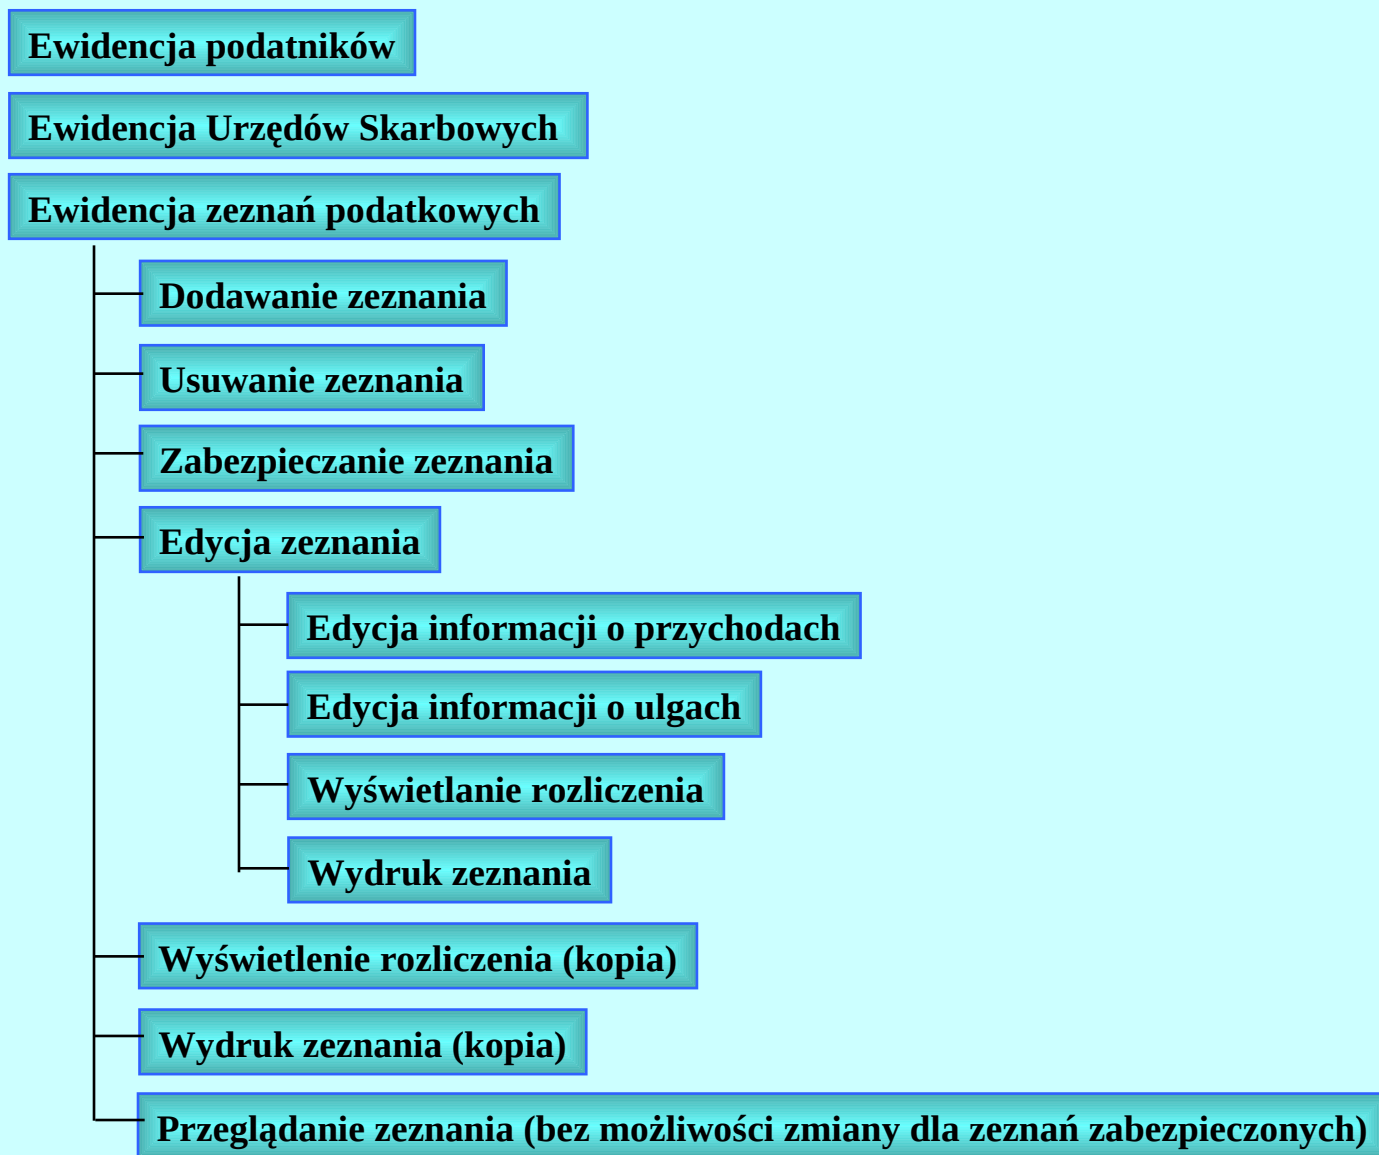 Ewidencja podatników
Ewidencja Urzędów Skarbowych
Ewidencja zeznań podatkowych
Dodawanie zeznania
Usuwanie zeznania
Zabezpieczanie zeznania
Edycja zeznania
Edycja informacji o przychodach
Edycja informacji o ulgach
Wyświetlanie rozliczenia
Wydruk zeznania
Wyświetlenie rozliczenia (kopia)
Wydruk zeznania (kopia)
Przeglądanie zeznania (bez możliwości zmiany dla zeznań zabezpieczonych)